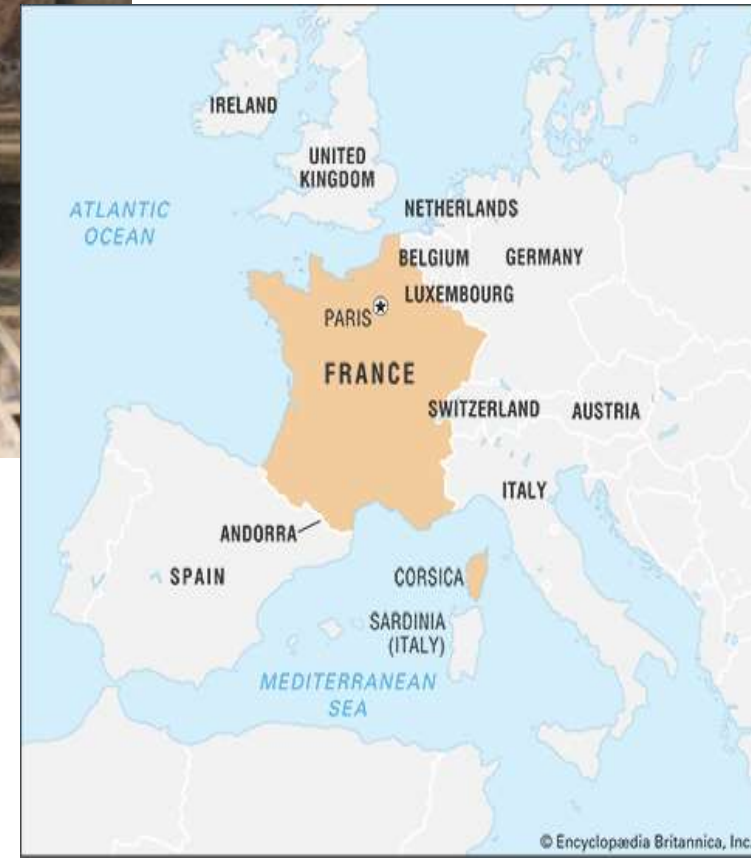 IRELAND
UNITED
KINGDOM
ATLANTIC
OCEAN
NETHERLANDS
BELGIUM
GERMANY
LUXEMBOURG
PARIS
FRANCE
SWITZERLAND
AUSTRIA
ITALY
ANDORRA
SPAIN
CORSICA
SARDINIA
(ITALY)
MEDITERRANEAN
SEA
© Encyclopædia Britannica, Inc.